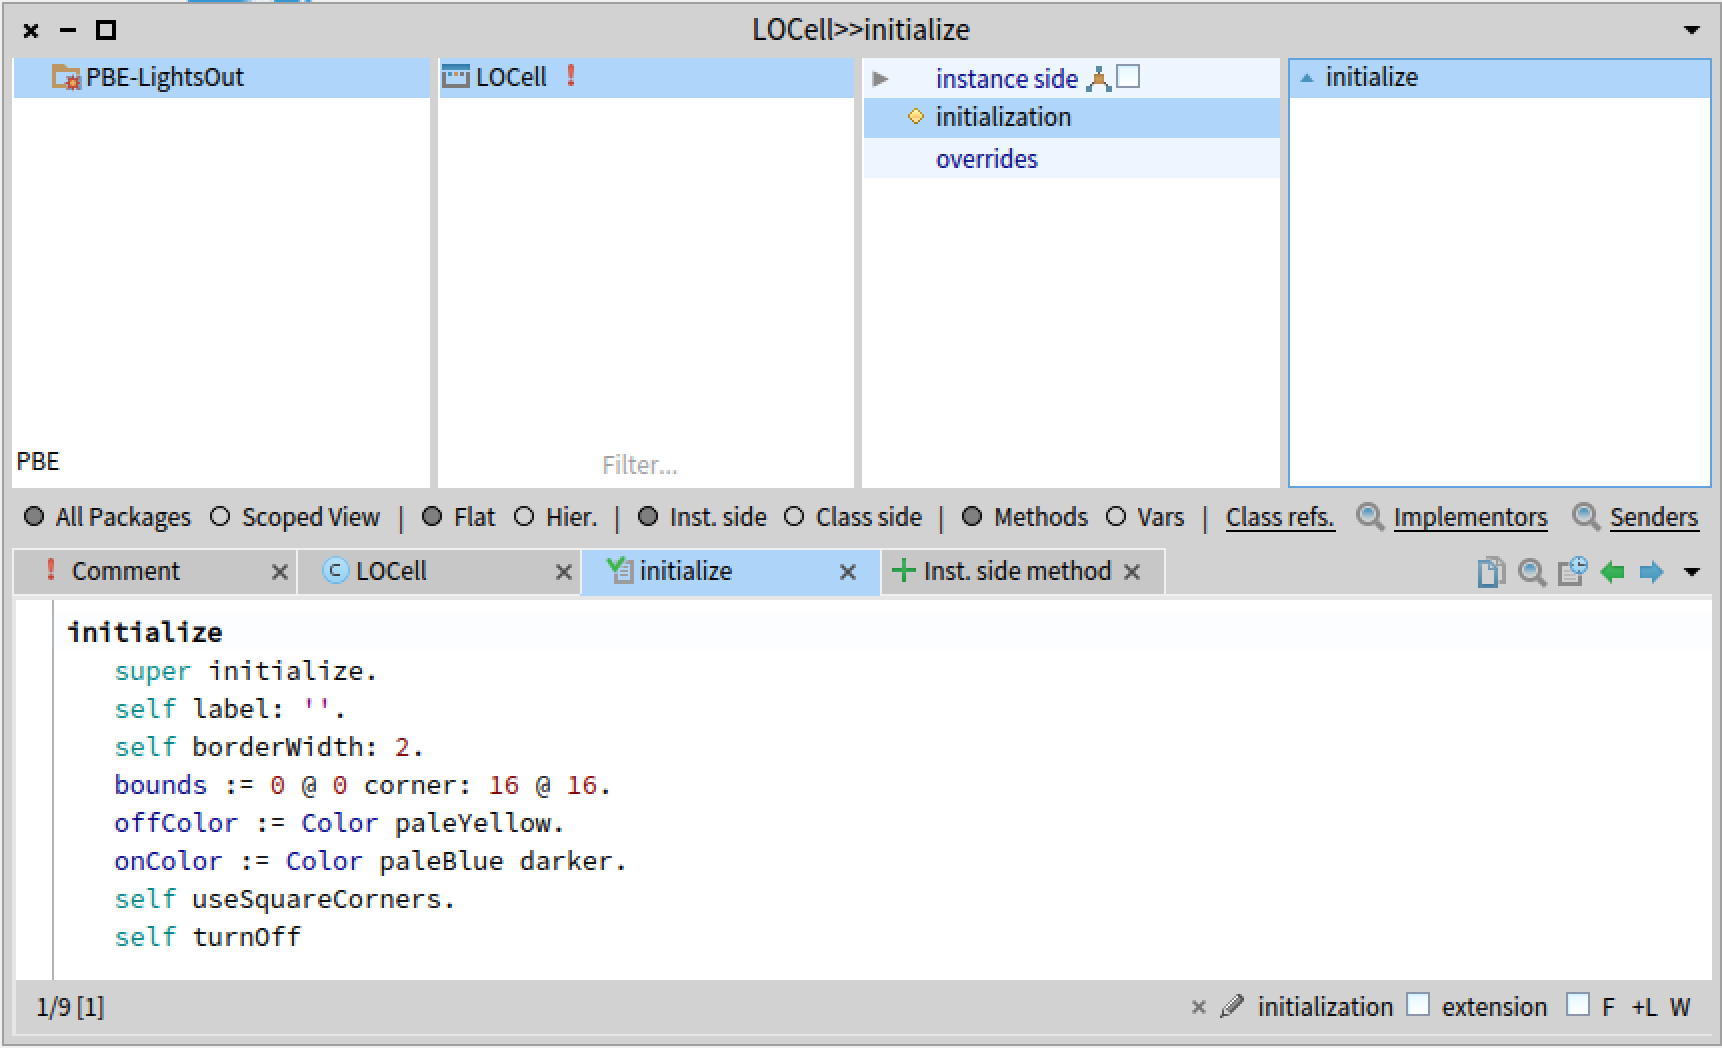 LOCell>>initialize
PBE-LightsOut
LOCell
instance side
initialize
initialization
overrides
PBE
Filter...
All Packages Scoped View | Flat Hier. | Inst. side Class side | Methods Vars | Class refs. Implementors Senders
Comment LOCell initialize Inst. side method
initialize
super initialize.
self label: ''.
self borderWidth: 2.
bounds := 0 @ 0 corner: 16 @ 16.
offColor := Color paleYellow.
onColor := Color paleBlue darker.
self useSquareCorners.
self turnOff
1/9 [1] initialization extension F +L W